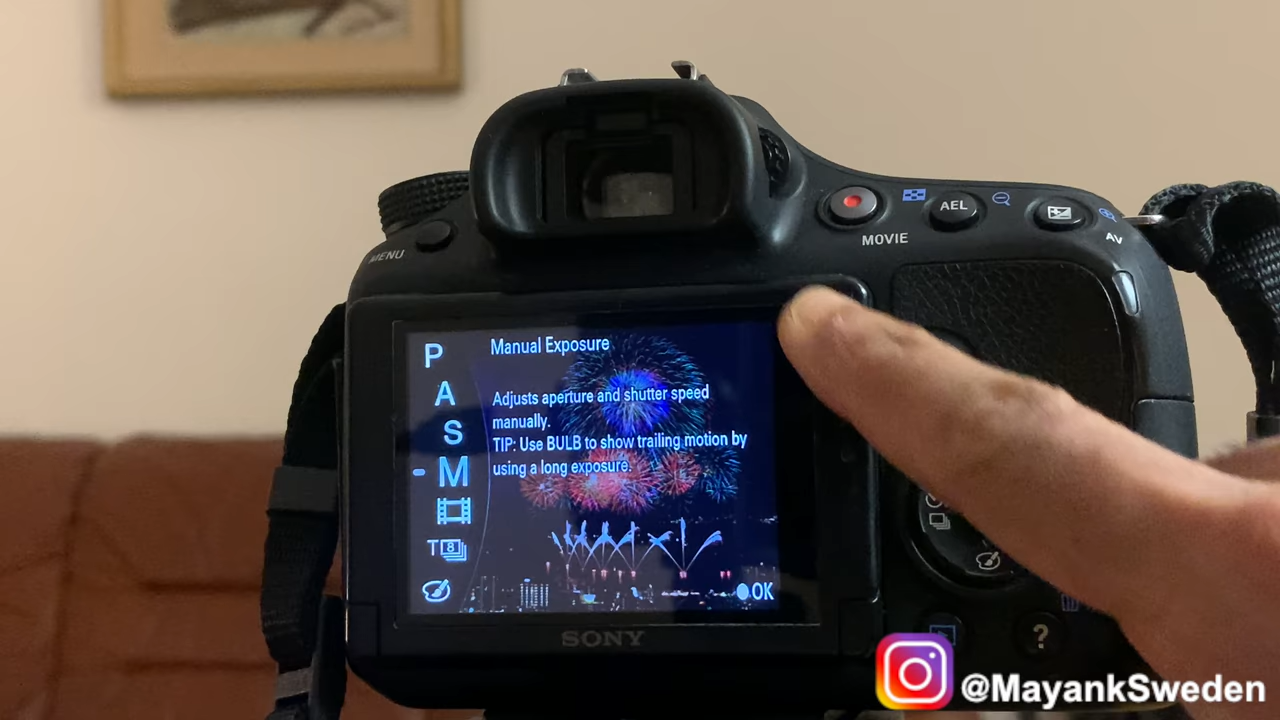 MENU
MOVIE
AEL
AV
P
A
S
M
T 8
Manual Exposure
Adjusts aperture and shutter speed
manually.
TIP: Use BULB to show trailing motion by
using a long exposure.
OK
SONY
?
@MayankSweden